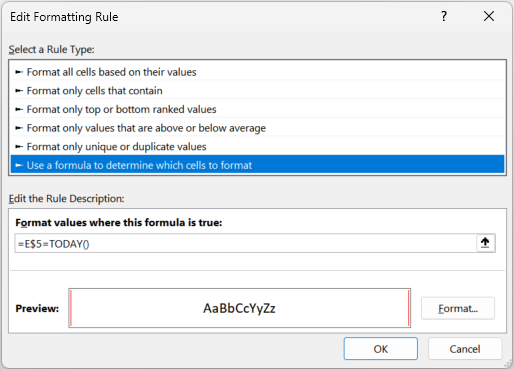 Edit Formatting Rule
?
Select a Rule Type:
► Format all cells based on their values
► Format only cells that contain
► Format only top or bottom ranked values
► Format only values that are above or below average
► Format only unique or duplicate values
► Use a formula to determine which cells to format
Edit the Rule Description:
Format values where this formula is true:
=E$5=TODAY()
Preview:
AaBbCcYyZz
Format...
OK
Cancel